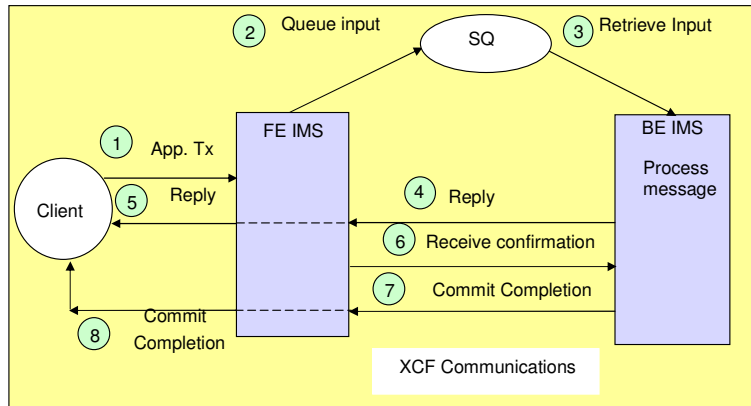 2 Queue input
SQ
3 Retrieve Input
FE IMS
BE IMS
Process
message
1 App. Tx
Client
5 Reply
4 Reply
6 Receive confirmation
7 Commit Completion
8 Commit
Completion
XCF Communications